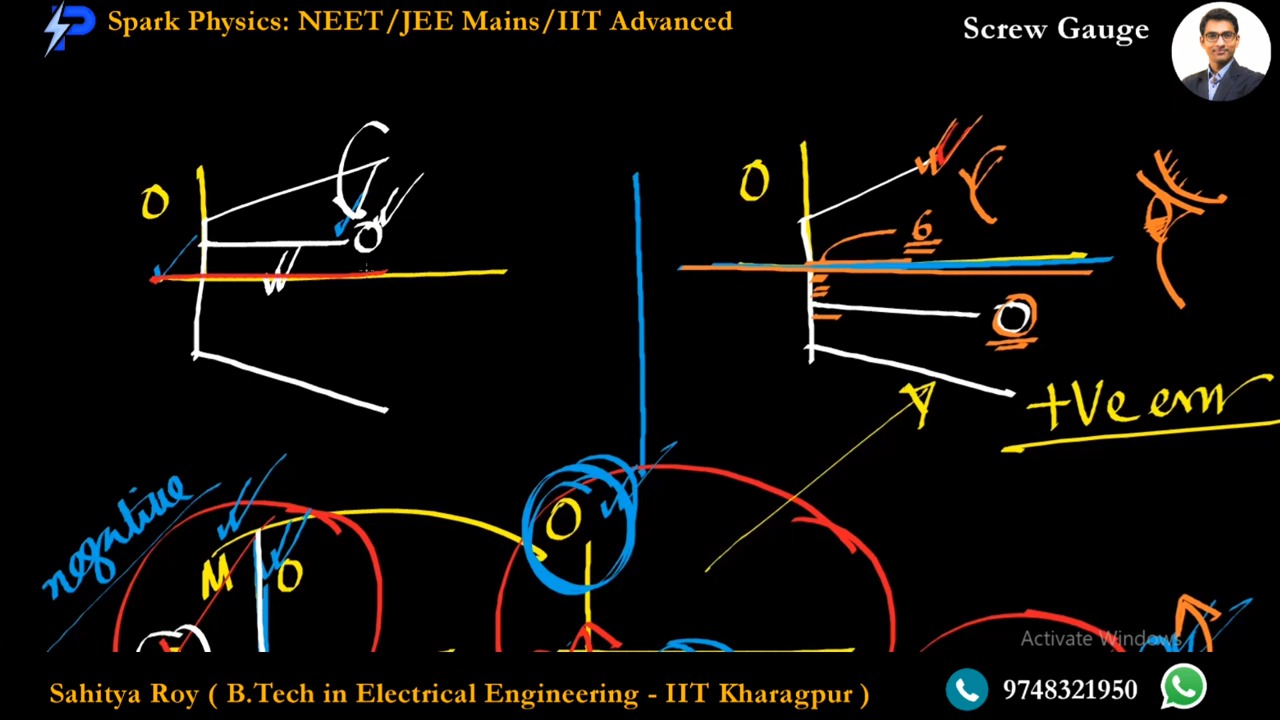 Spark Physics: NEET/JEE Mains/IIT Advanced
Screw Gauge
O
O
O
6
O
+Ve
negative
O
M
O
Activate Windows
Sahitya Roy ( B.Tech in Electrical Engineering - IIT Kharagpur )
9748321950